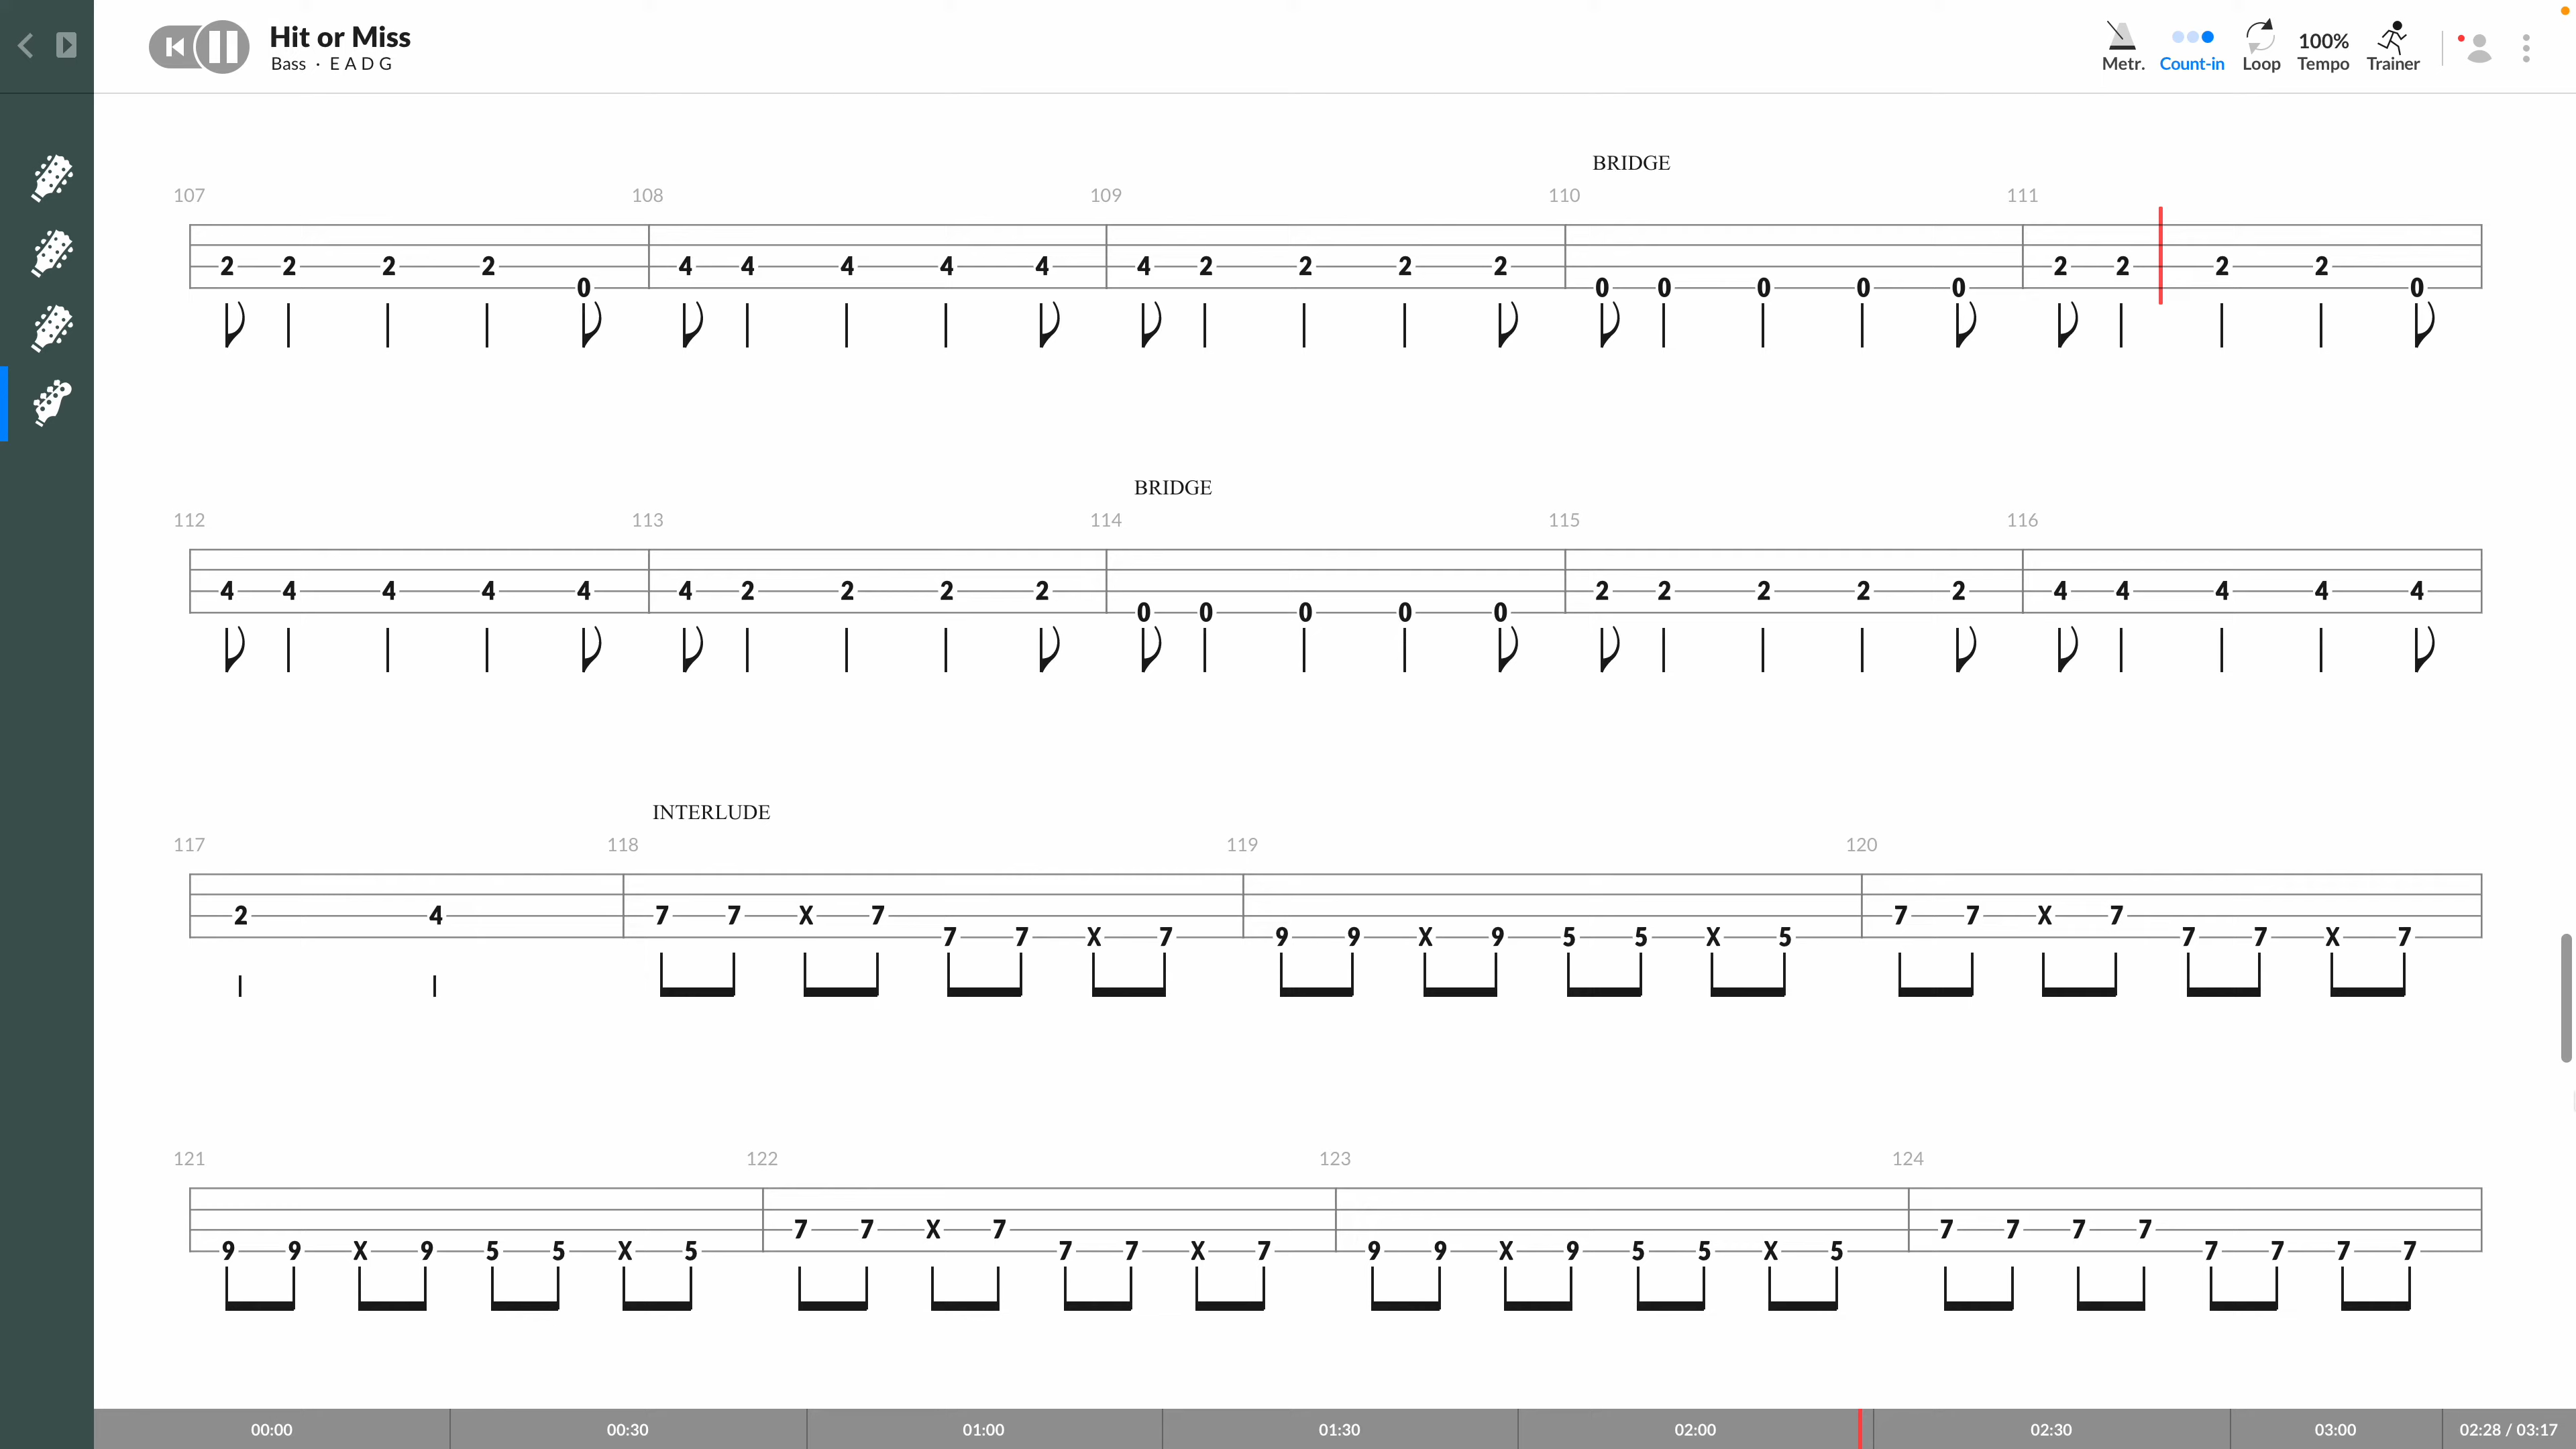 Hit or Miss
Bass · E A D G
Metr. Count-in Loop 100% Tempo Trainer
BRIDGE
107 108 109 110 111
2 2 2 2 0 4 4 4 4 4 4 2 2 2 2 0 0 0 0 0 2 2 2 2 0
BRIDGE
112 113 114 115 116
4 4 4 4 4 4 2 2 2 2 0 0 0 0 0 2 2 2 2 2 4 4 4 4 4
INTERLUDE
117 118 119 120
2 4 7 7 X 7 7 7 X 7 9 9 X 9 5 5 X 5 7 7 X 7 7 7 X 7
121 122 123 124
9 9 X 9 5 5 X 5 7 7 X 7 7 7 X 7 9 9 X 9 5 5 X 5 7 7 7 7 7 7 7 7
00:00 00:30 01:00 01:30 02:00 02:30 03:00 02:28 / 03:17